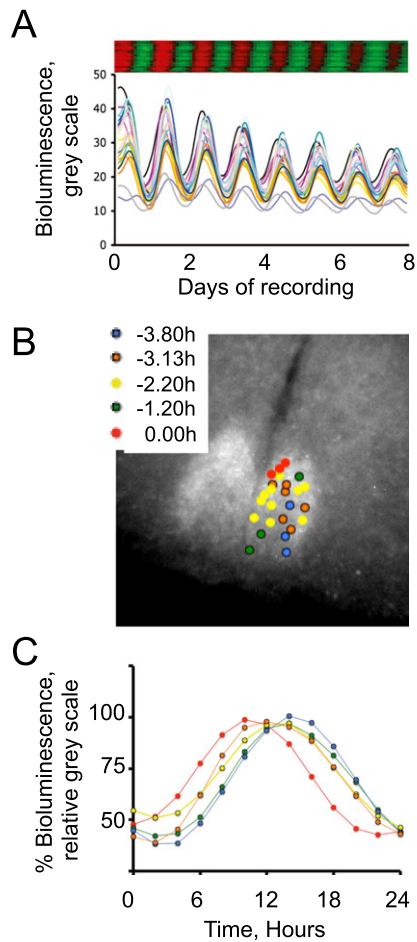 A
Bioluminescence,
grey scale
50
40
30
20
10
0
0 2 4 6 8
Days of recording
B
-3.80h
-3.13h
-2.20h
-1.20h
0.00h
C
% Bioluminescence,
relative grey scale
100
75
50
0 6 12 18 24
Time, Hours